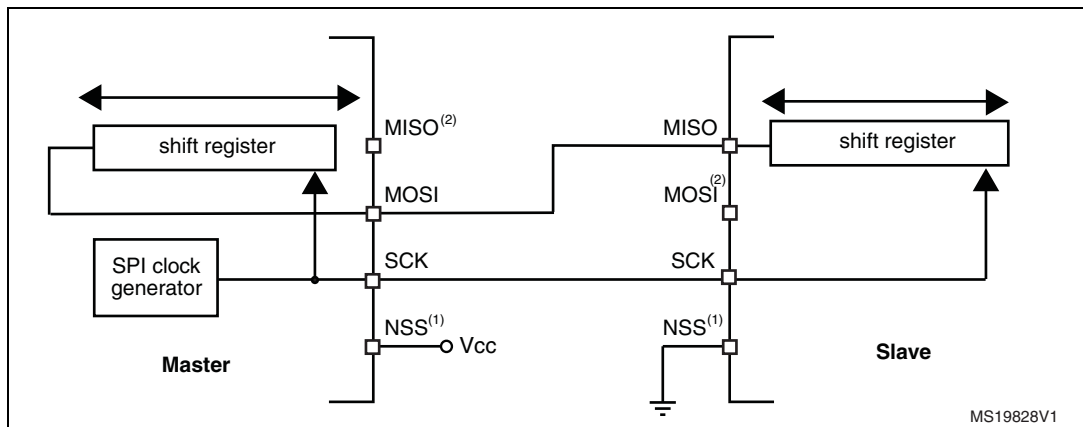 MISO(2)
MISO
shift register
shift register
MOSI
MOSI(2)
SPI clock
generator
SCK
SCK
NSS(1)
Vcc
NSS(1)
Master
Slave
MS19828V1